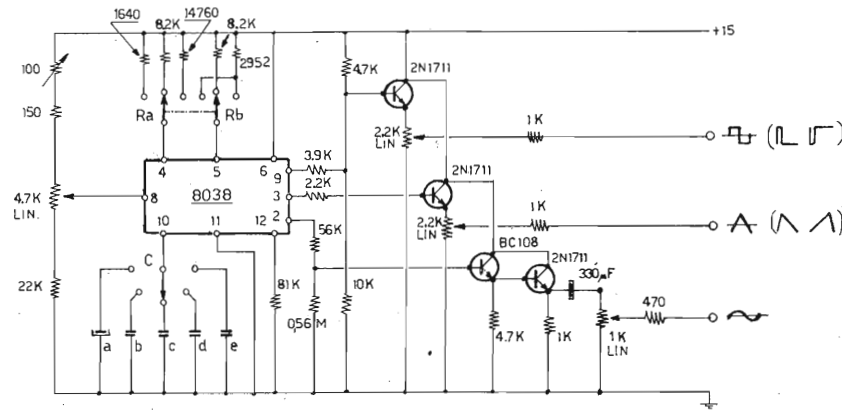 1640 8.2K 14760 8.2K
+15
100
2952
4.7K
2N1711
150
Ra
Rb
2.2K
LIN
1K
4
5
6
9
3.9K
2N1711
4.7K
LIN.
8
8038
3
2.2K
2
10
11
12
56K
2.2K
LIN
1K
BC108
2N1711
330µF
C
22K
81K
10K
0,56 M
470
a
b
c
d
e
4.7K
1K
1K
LIN